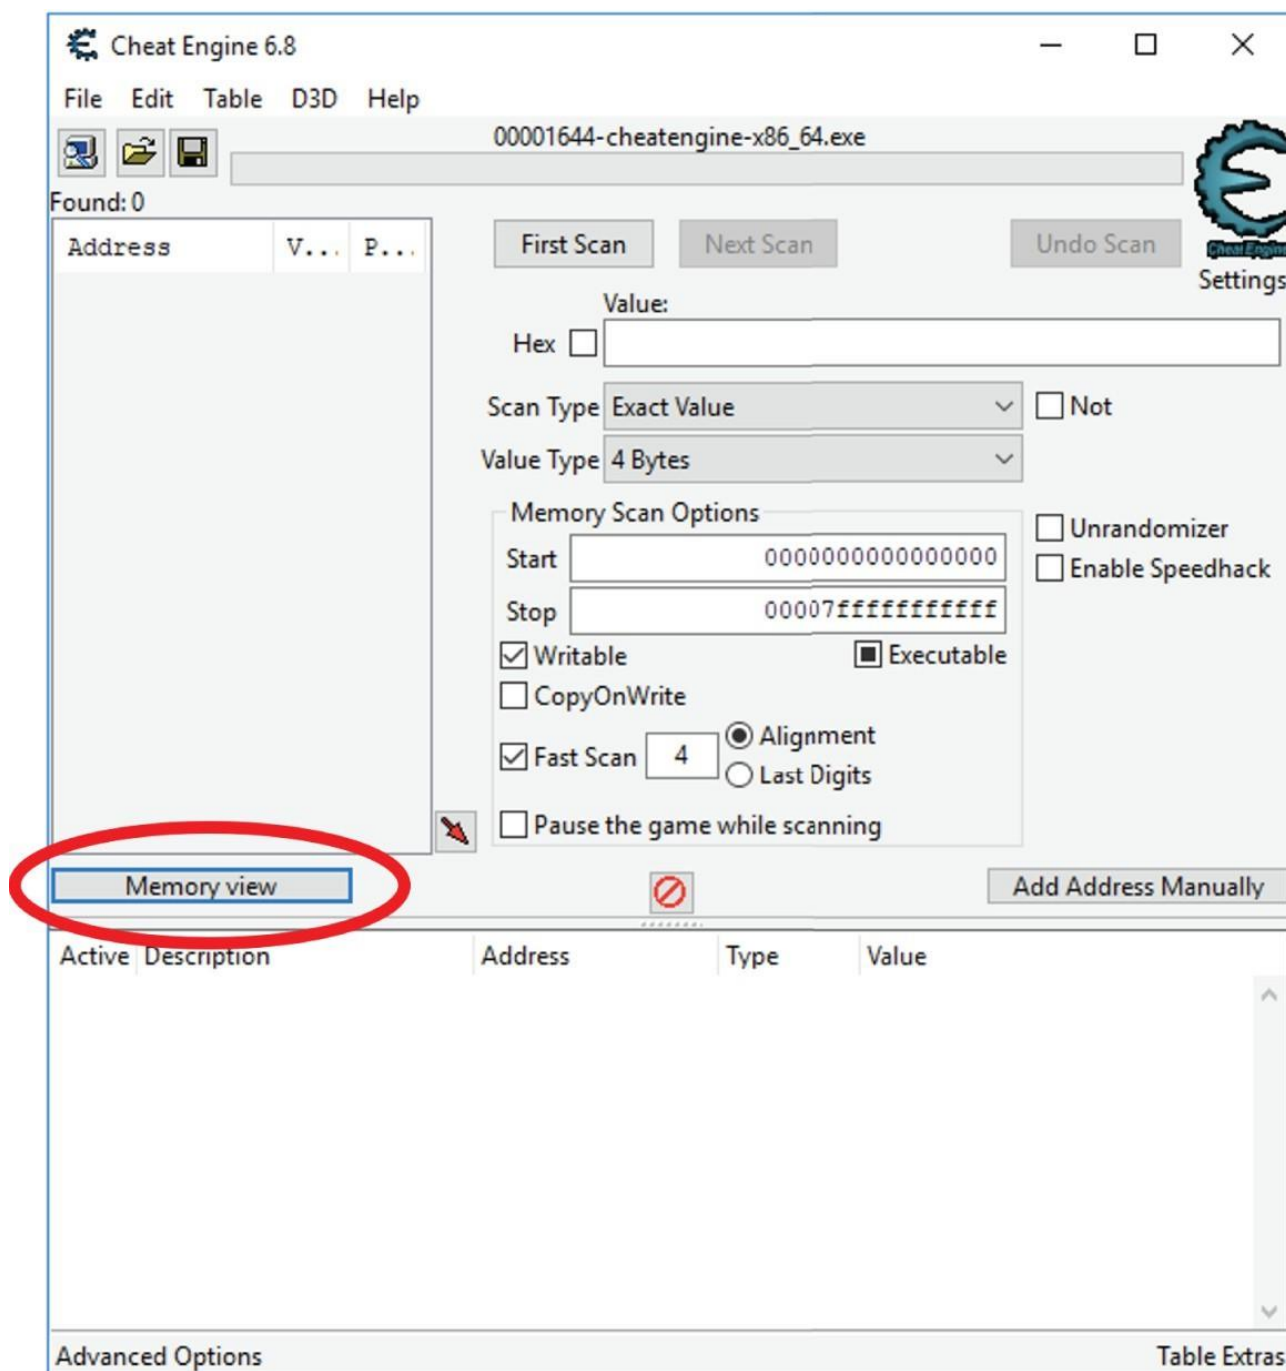 Cheat Engine 6.8
File Edit Table D3D Help
00001644-cheatengine-x86_64.exe
Found: 0
Address V... P...
First Scan Next Scan Undo Scan
Cheat Engine
Settings
Value:
Hex
Scan Type Exact Value Not
Value Type 4 Bytes
Memory Scan Options
Unrandomizer
Start 0000000000000000
Enable Speedhack
Stop 00007fffffffffff
Writable Executable
CopyOnWrite
Fast Scan 4 Alignment
Last Digits
Pause the game while scanning
Memory view Add Address Manually
Active Description Address Type Value
Advanced Options Table Extras